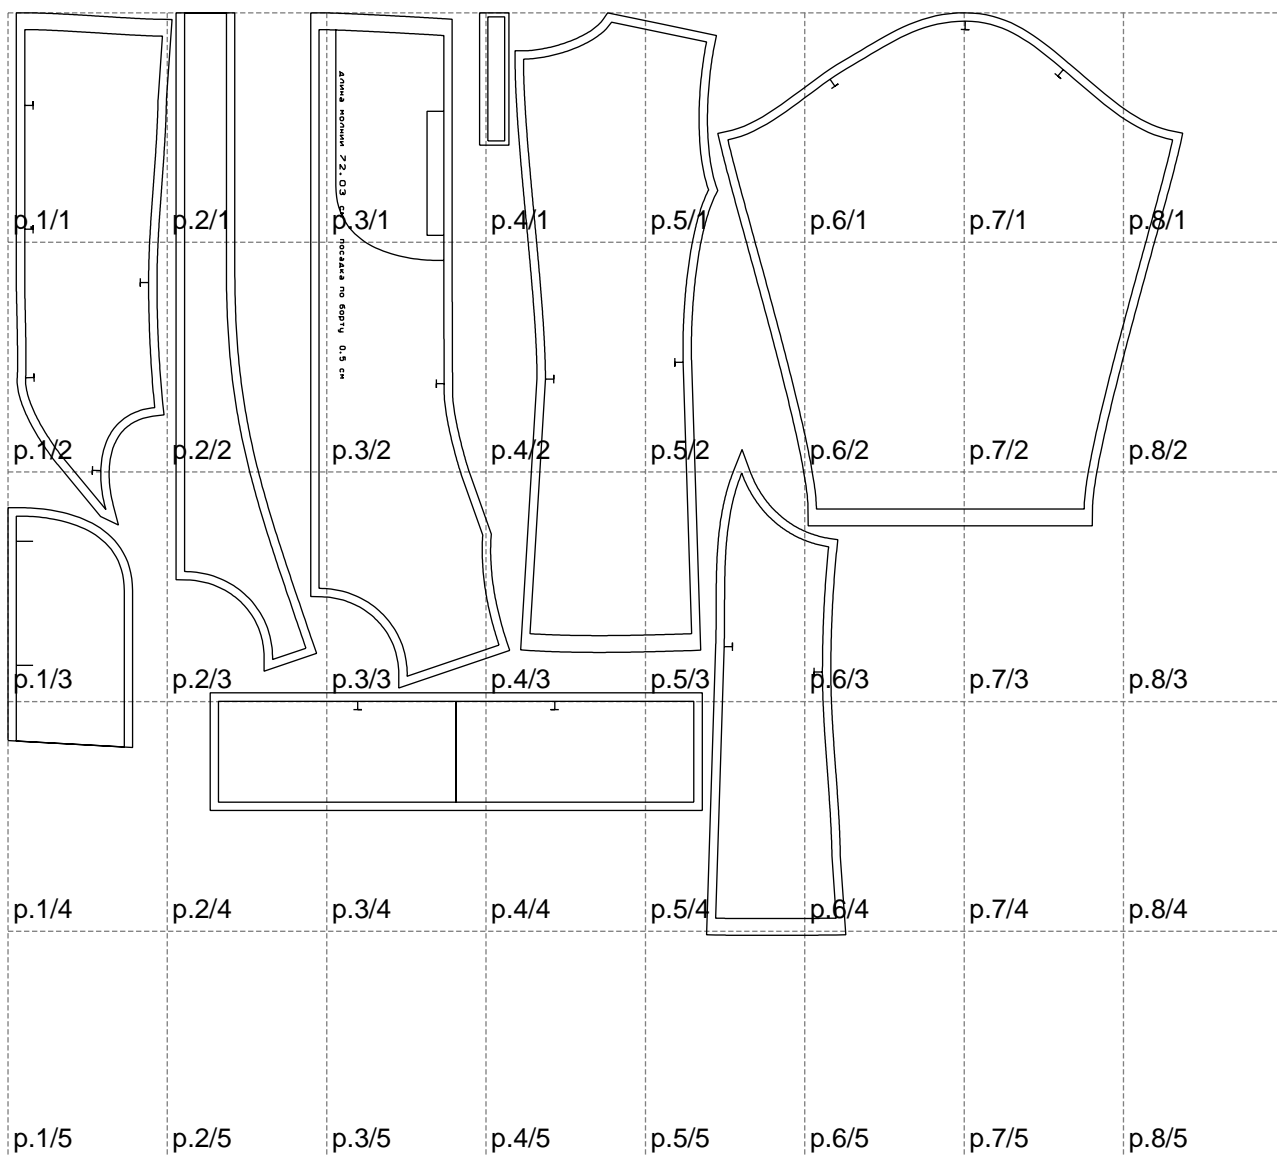 длина молнии 72.03 см посадка по борту 0.5 см
p.1/1 p.2/1 p.3/1 p.4/1 p.5/1 p.6/1 p.7/1 p.8/1
p.1/2 p.2/2 p.3/2 p.4/2 p.5/2 p.6/2 p.7/2 p.8/2
p.1/3 p.2/3 p.3/3 p.4/3 p.5/3 p.6/3 p.7/3 p.8/3
p.1/4 p.2/4 p.3/4 p.4/4 p.5/4 p.6/4 p.7/4 p.8/4
p.1/5 p.2/5 p.3/5 p.4/5 p.5/5 p.6/5 p.7/5 p.8/5